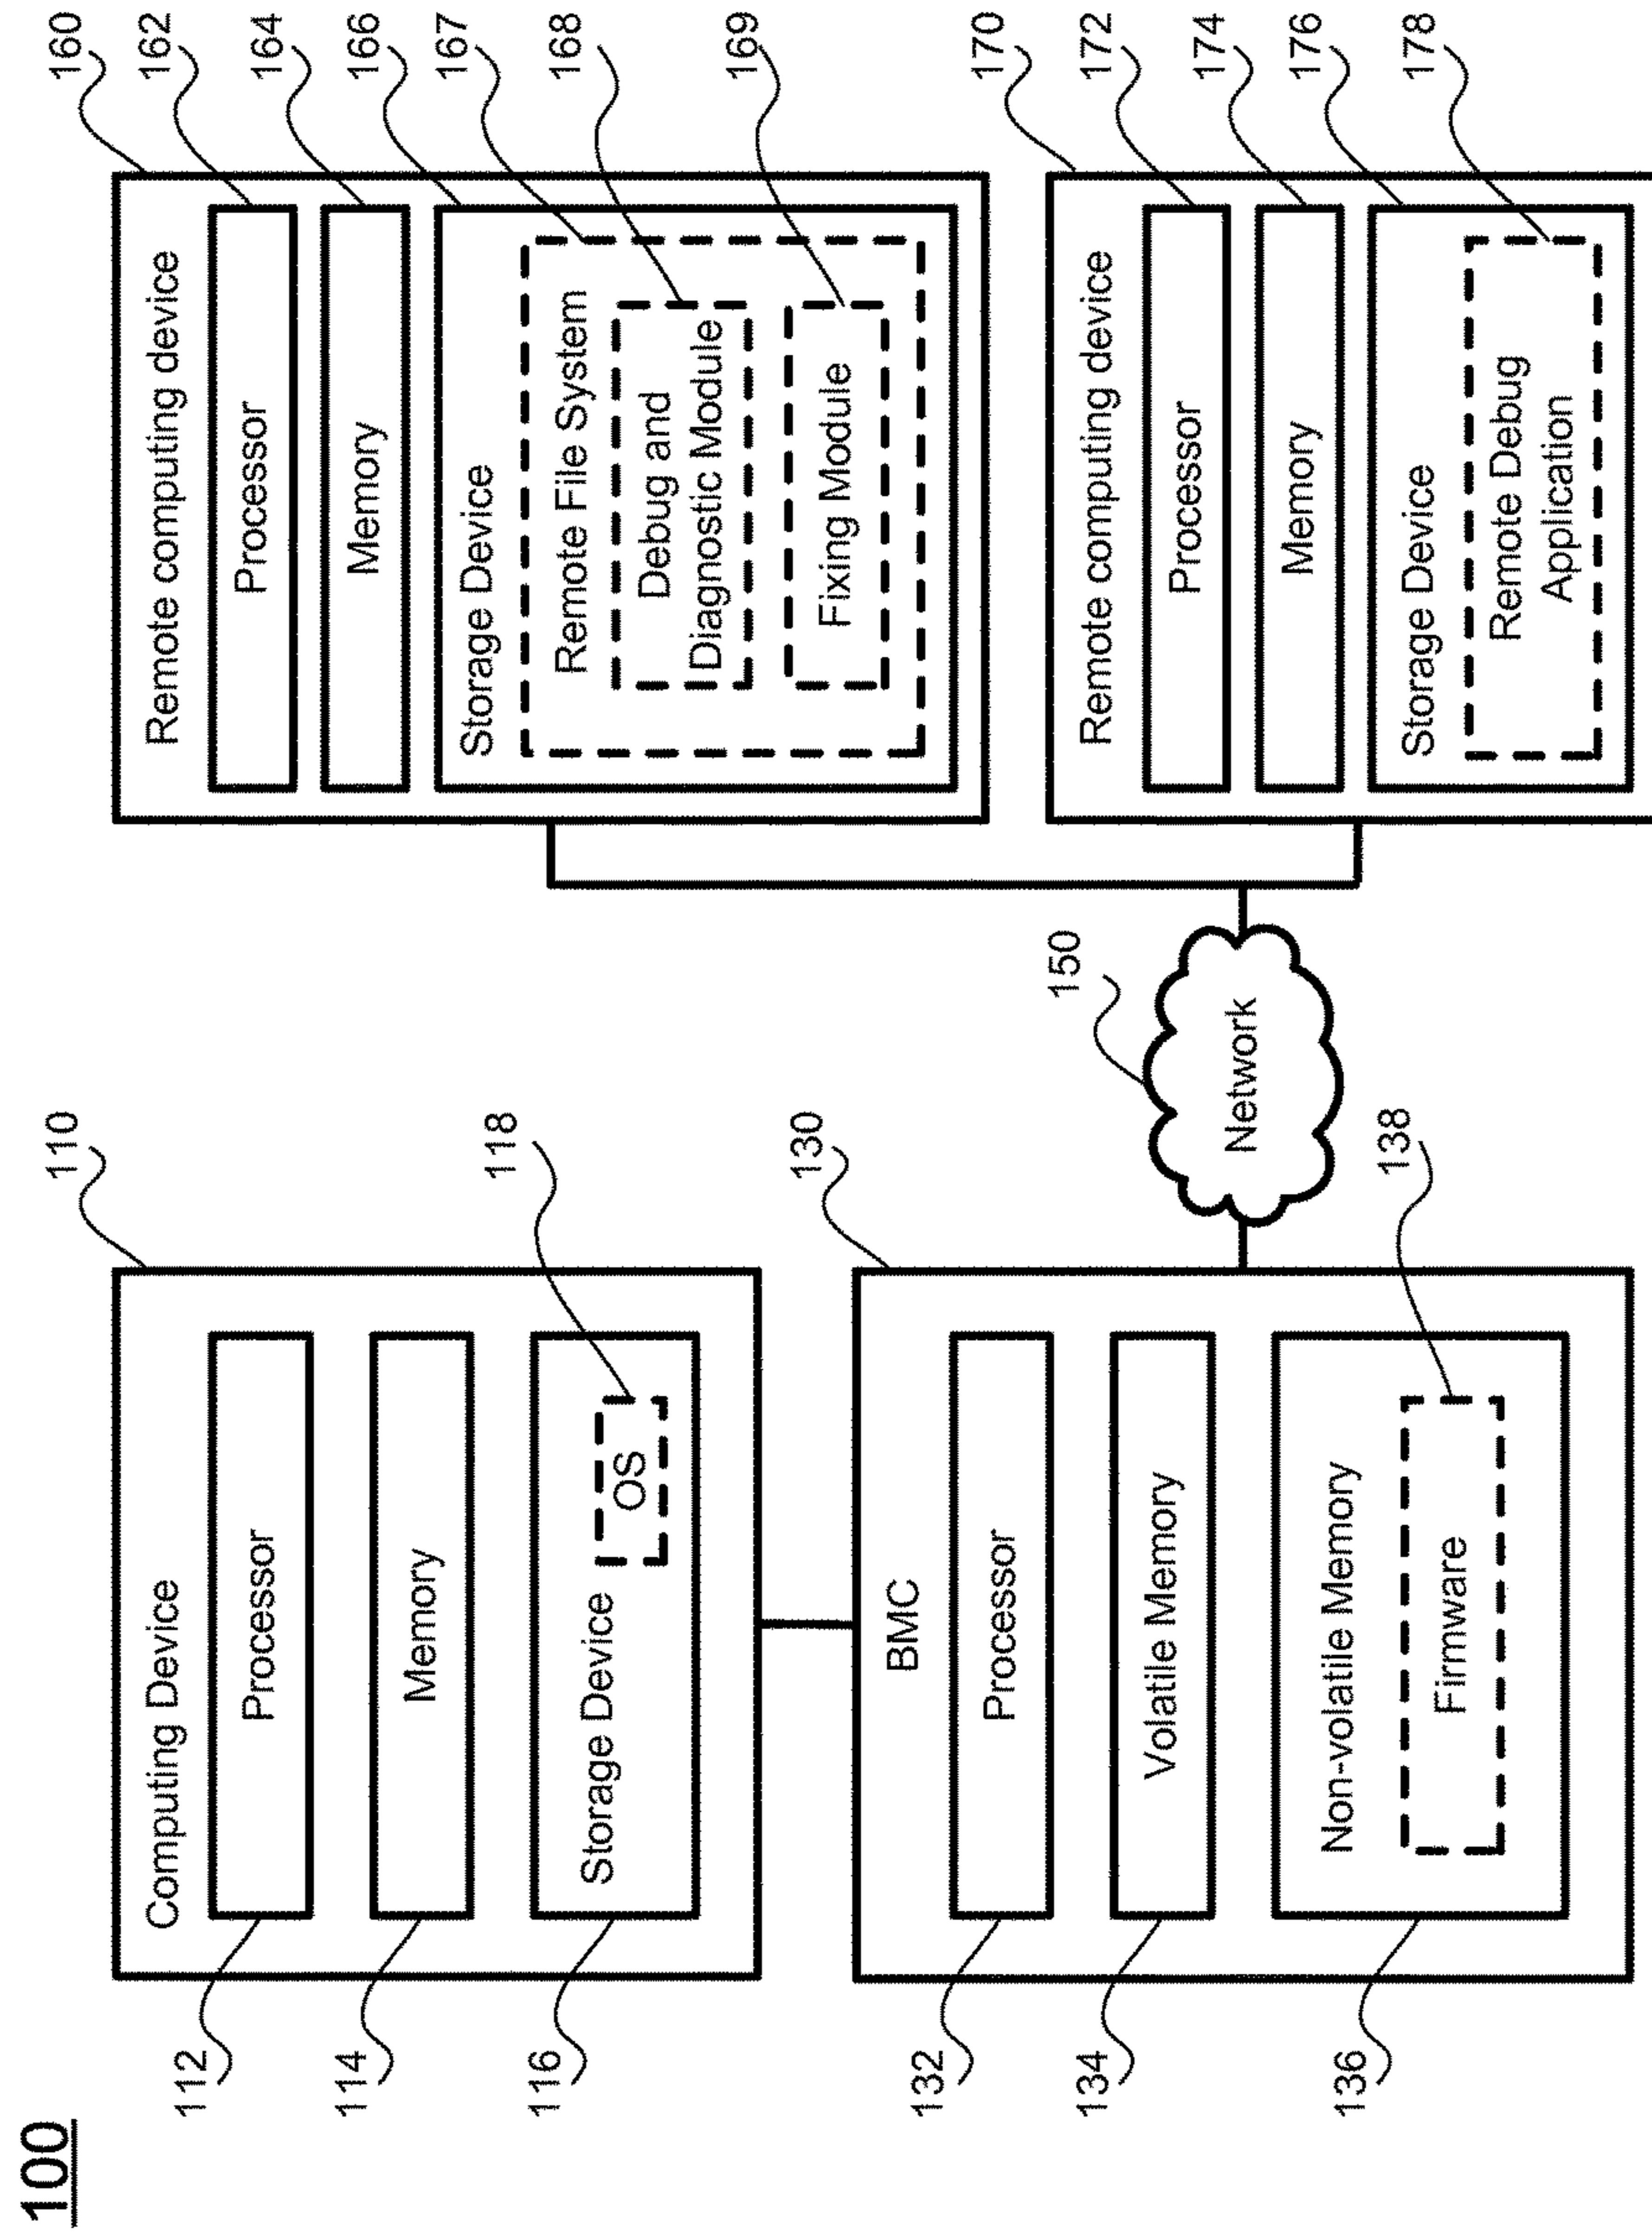 100
110
Computing Device
112
Processor
114
Memory
116
Storage Device
OS
118
130
BMC
132
Processor
134
Volatile Memory
136
Non-volatile Memory
Firmware
138
150
Network
160
Remote computing device
162
Processor
164
Memory
166
Storage Device
167
Remote File System
168
Debug and
Diagnostic Module
169
Fixing Module
170
Remote computing device
172
Processor
174
Memory
176
Storage Device
178
Remote Debug
Application